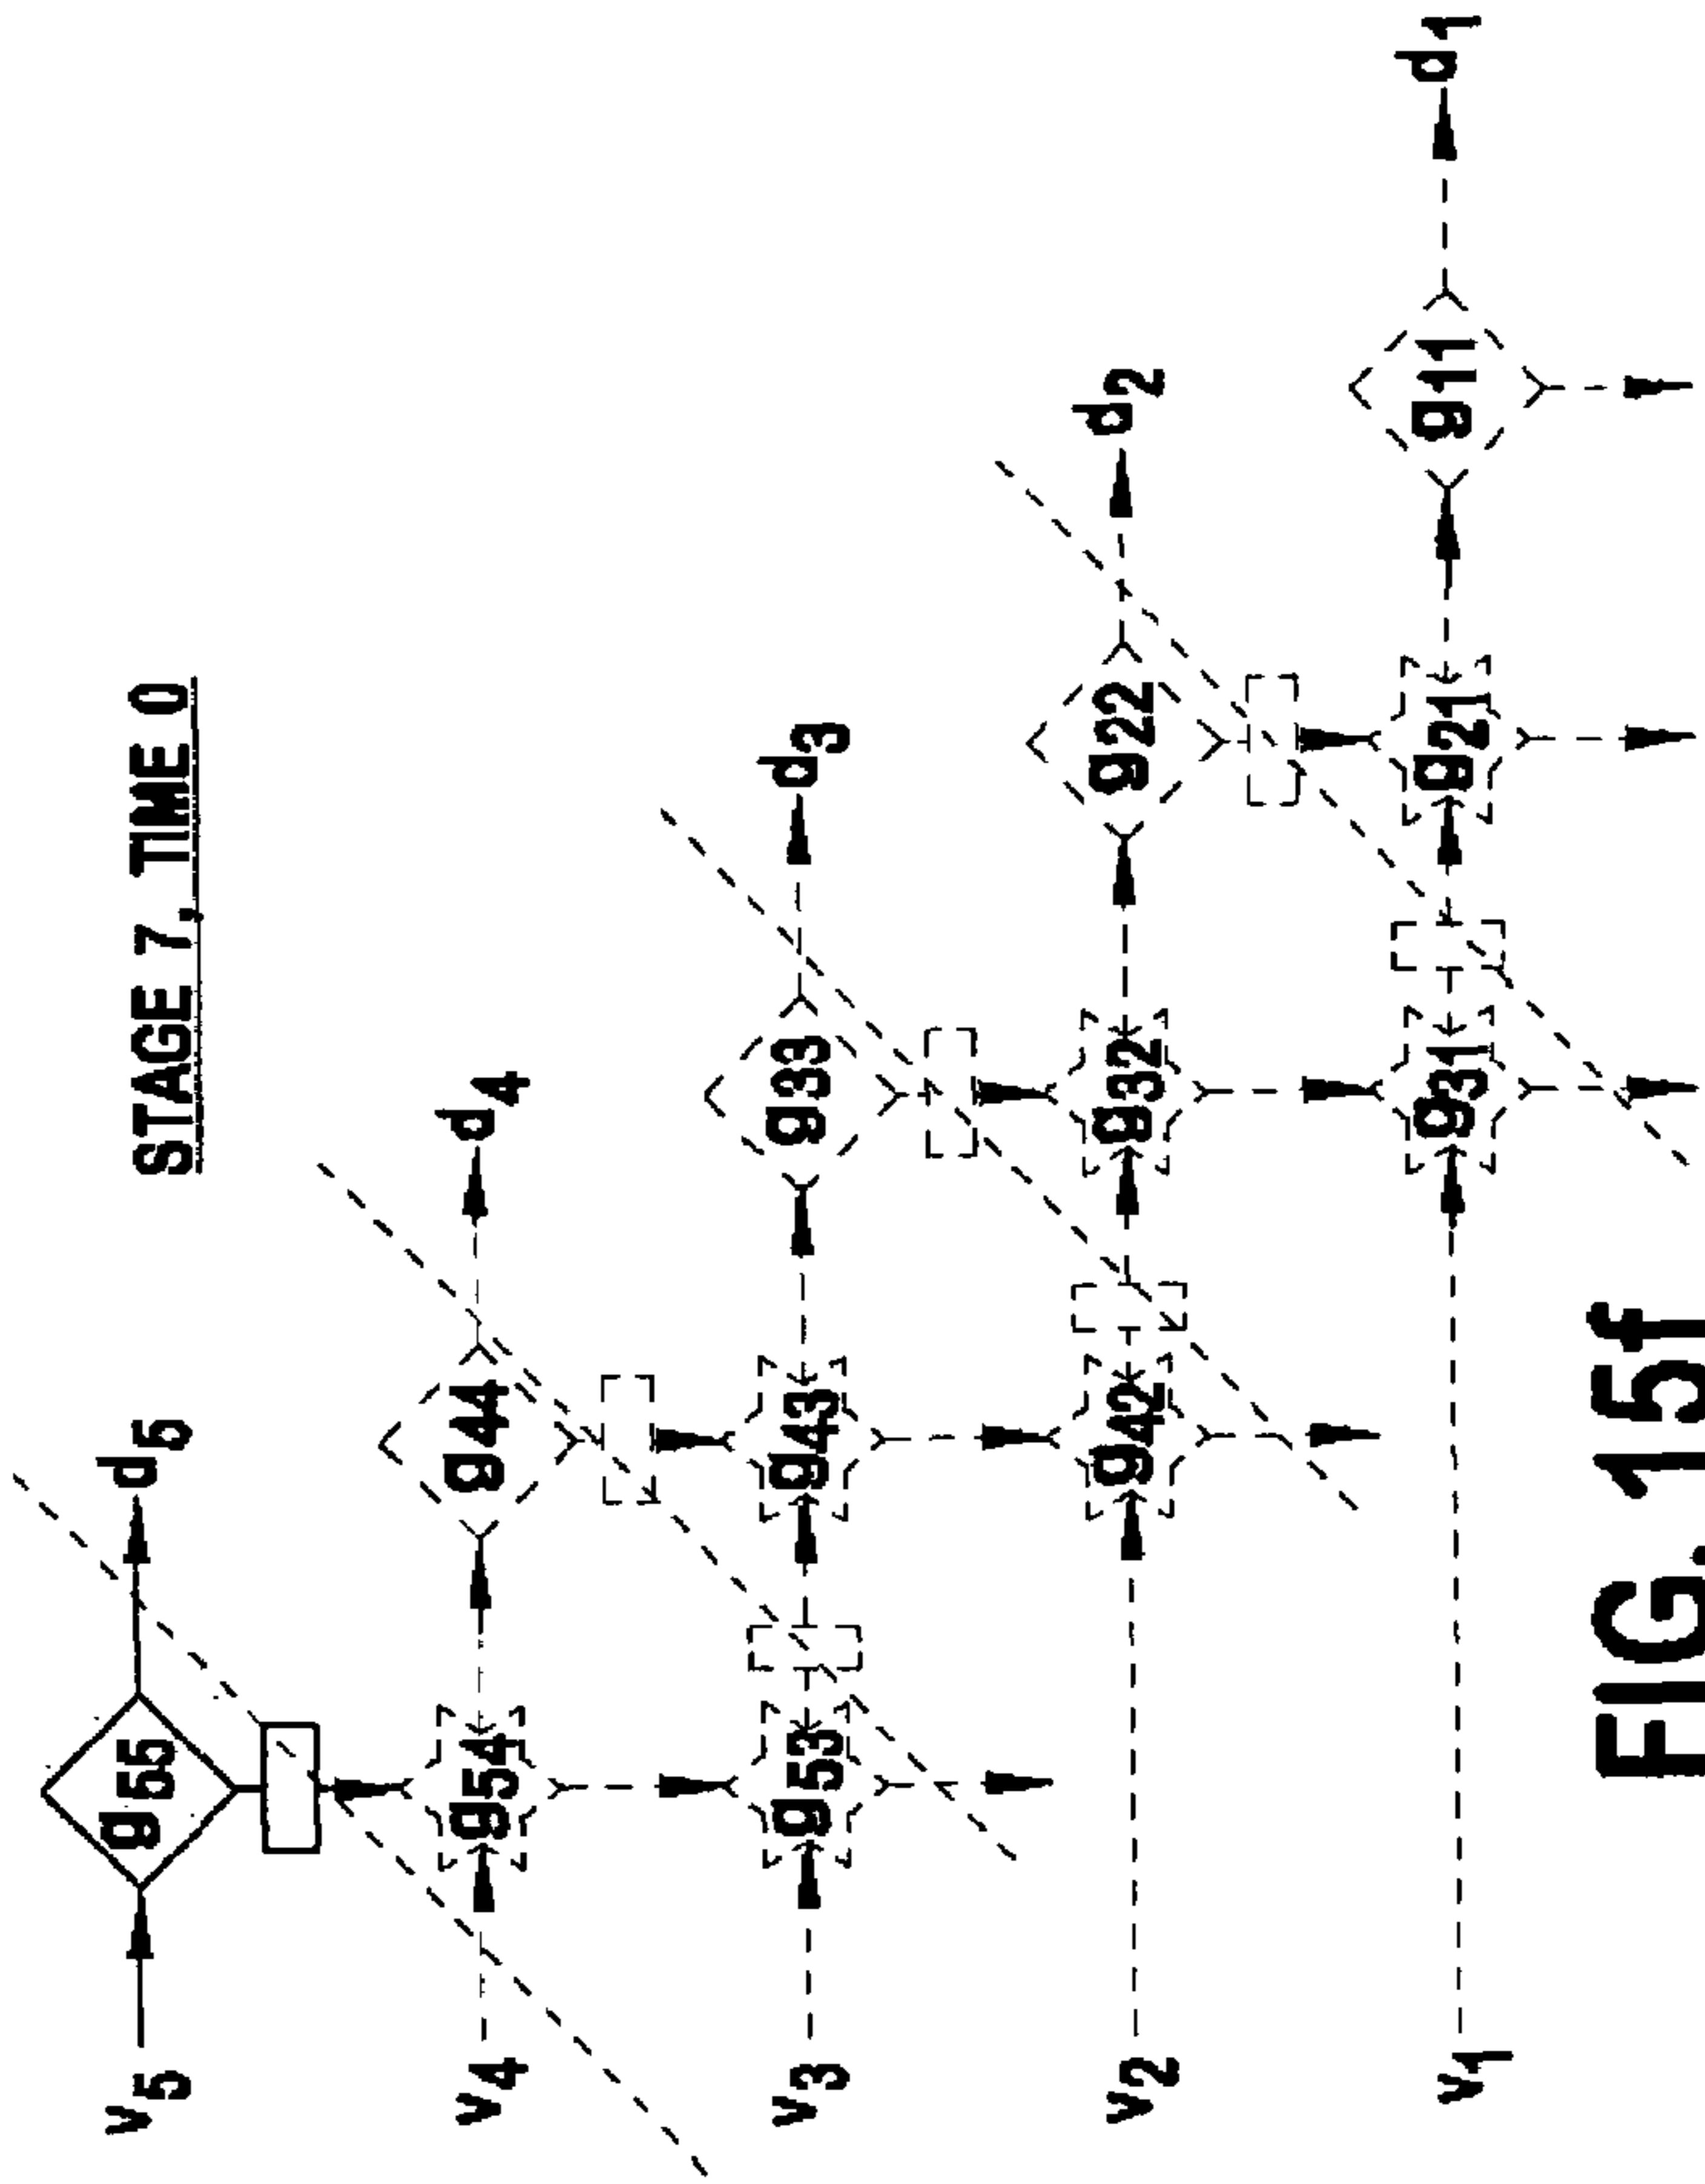 v5 g55 d5
STAGE 7, TIME 0
v4 g54 g44 d4
v3 g53 g43 g33 d3
v2 g42 g32 g22 d2
v1 g31 g21 g11 d1
FIG. 15f